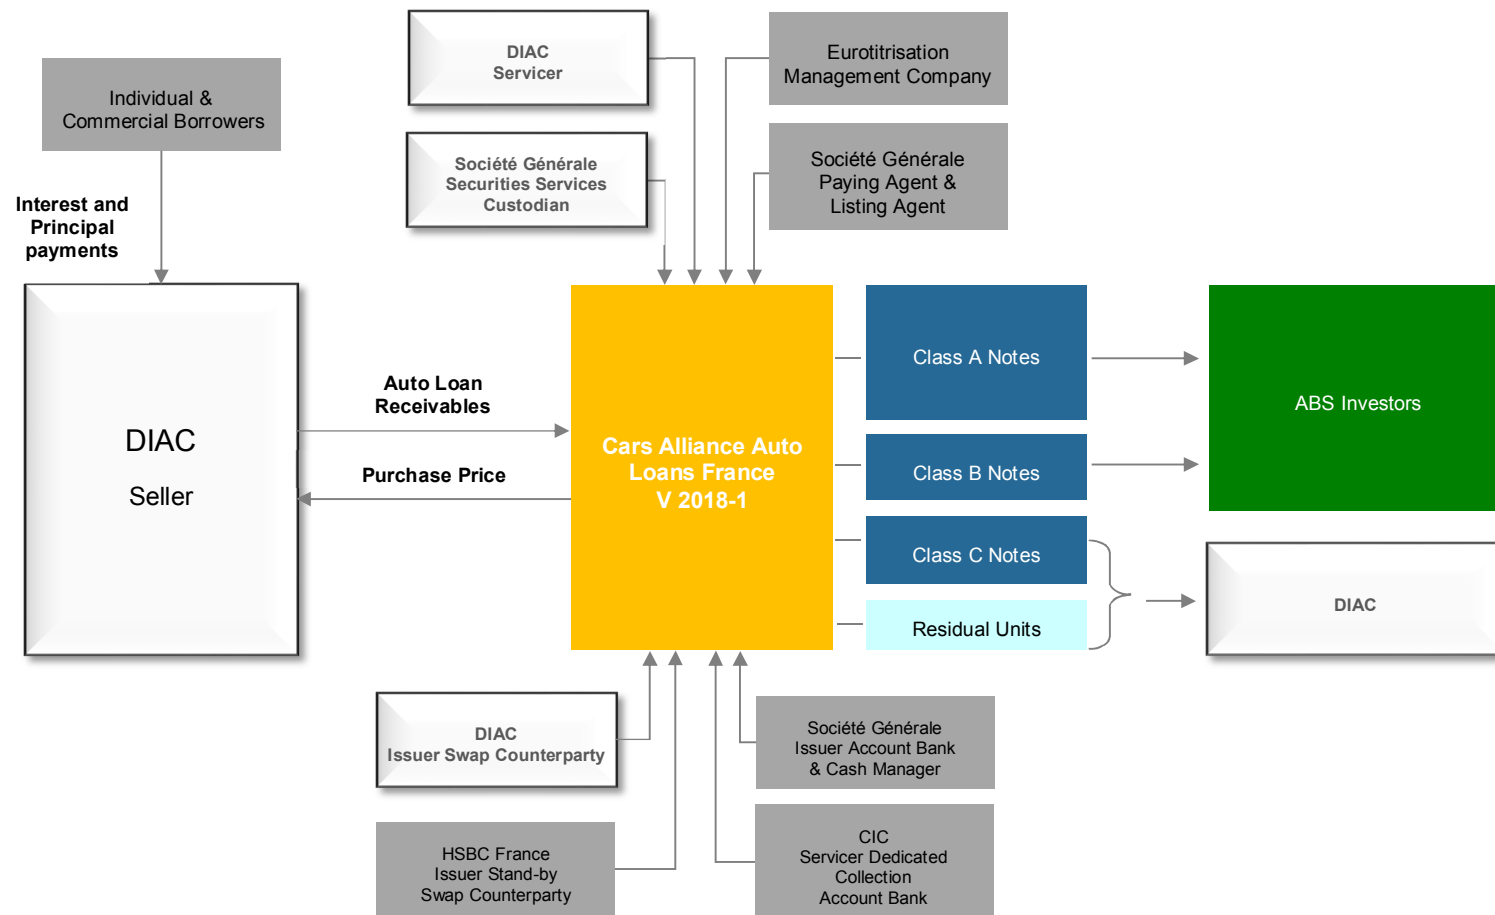 DIAC
Servicer
Eurotitrisation
Management Company
Individual &
Commercial Borrowers
Société Générale
Securities Services
Custodian
Société Générale
Paying Agent &
Listing Agent
Interest and
Principal
payments
DIAC
Seller
Auto Loan
Receivables
Purchase Price
Cars Alliance Auto
Loans France
V 2018-1
Class A Notes
Class B Notes
Class C Notes
Residual Units
ABS Investors
DIAC
DIAC
Issuer Swap Counterparty
Société Générale
Issuer Account Bank
& Cash Manager
HSBC France
Issuer Stand-by
Swap Counterparty
CIC
Servicer Dedicated
Collection
Account Bank